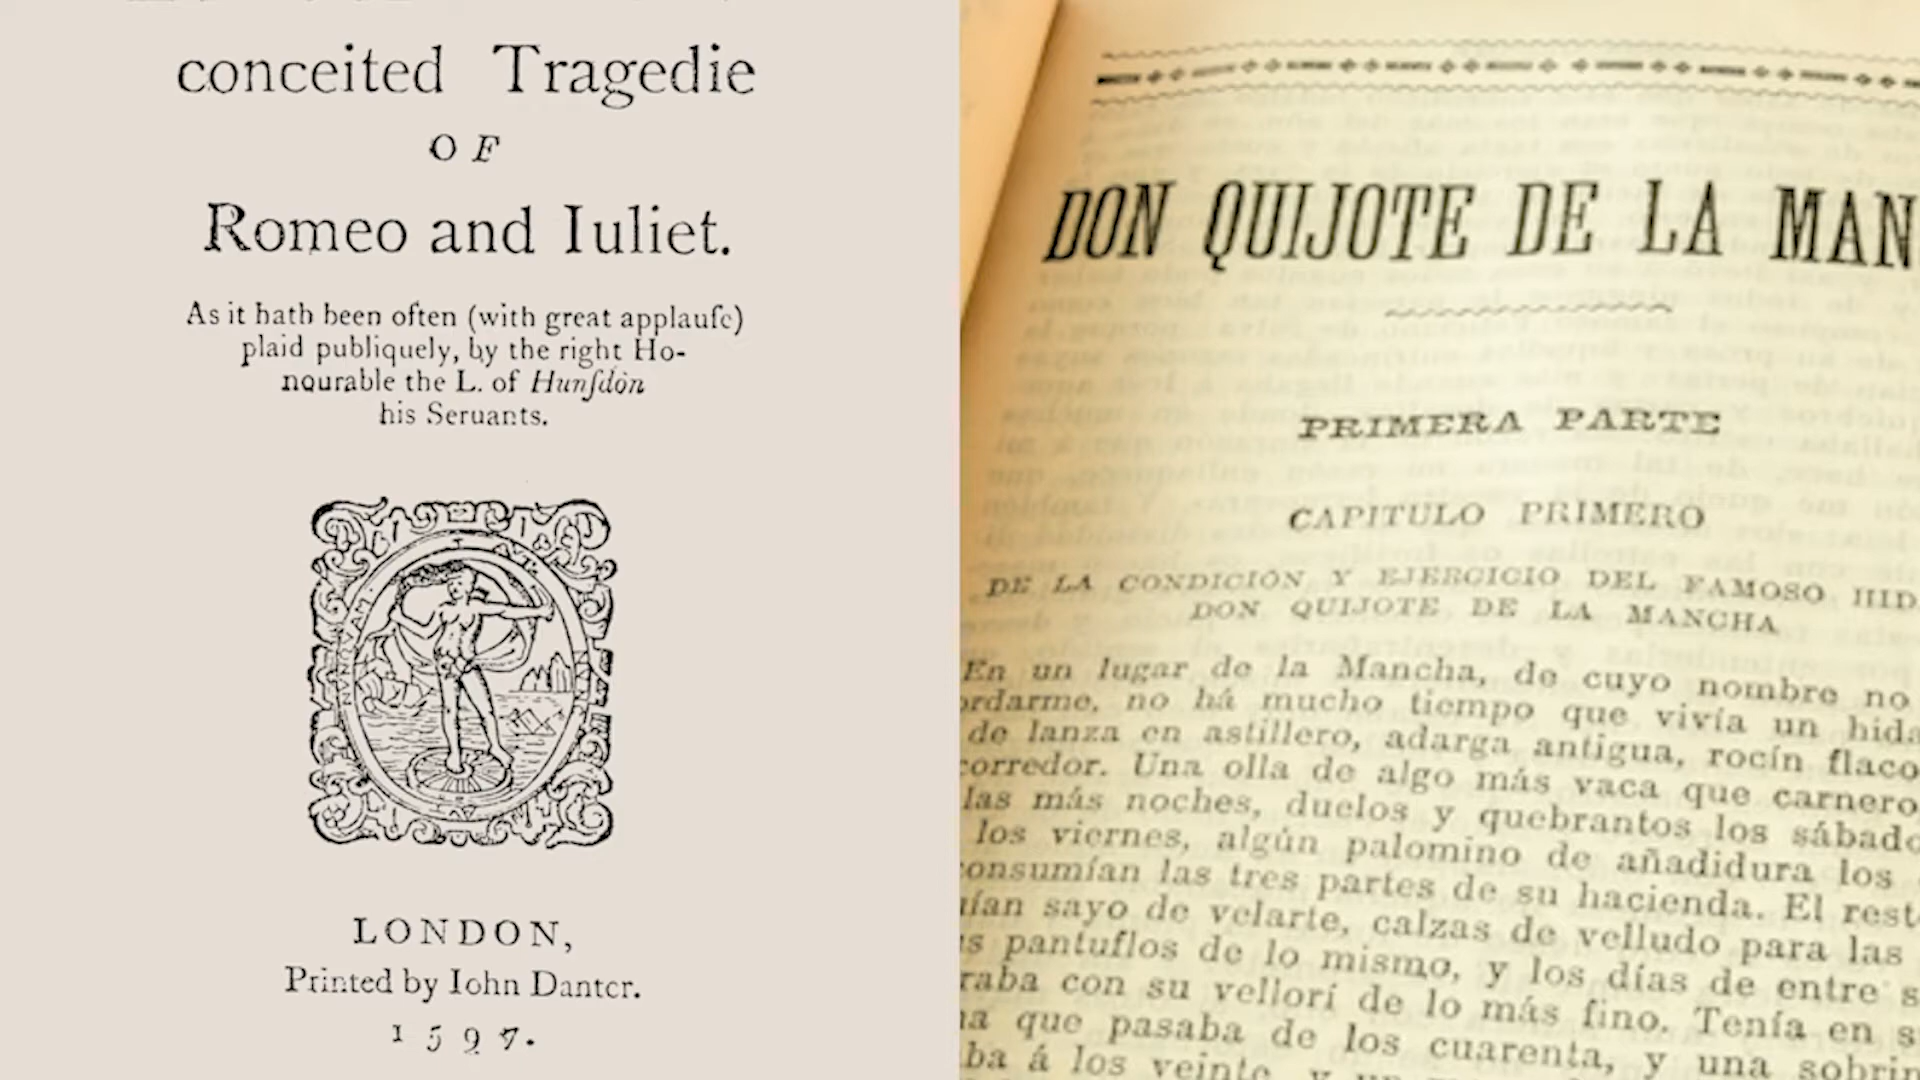 conceited Tragedie
OF
Romeo and Iuliet.
As it hath been often (with great applauſe)
plaid publiquely, by the right Ho-
nourable the L. of Hunſdon
his Seruants.
LONDON,
Printed by Iohn Danter.
1597.
DON QUIJOTE DE LA MAN
PRIMERA PARTE
CAPITULO PRIMERO
DE LA CONDICIÓN Y EJERCICIO DEL FAMOSO HID
DON QUIJOTE DE LA MANCHA
En un lugar de la Mancha, de cuyo nombre no
ordarme, no há mucho tiempo que vivía un hida
de lanza en astillero, adarga antigua, rocín flaco
corredor. Una olla de algo más vaca que carnero,
las más noches, duelos y quebrantos los sábado
los viernes, algún palomino de añadidura los
consumían las tres partes de su hacienda. El rest
ían sayo de velarte, calzas de velludo para las
s pantuflos de lo mismo, y los días de entre s
raba con su vellorí de lo más fino. Tenía en s
na que pasaba de los cuarenta, y una sobrin
ba á los veinte, y un